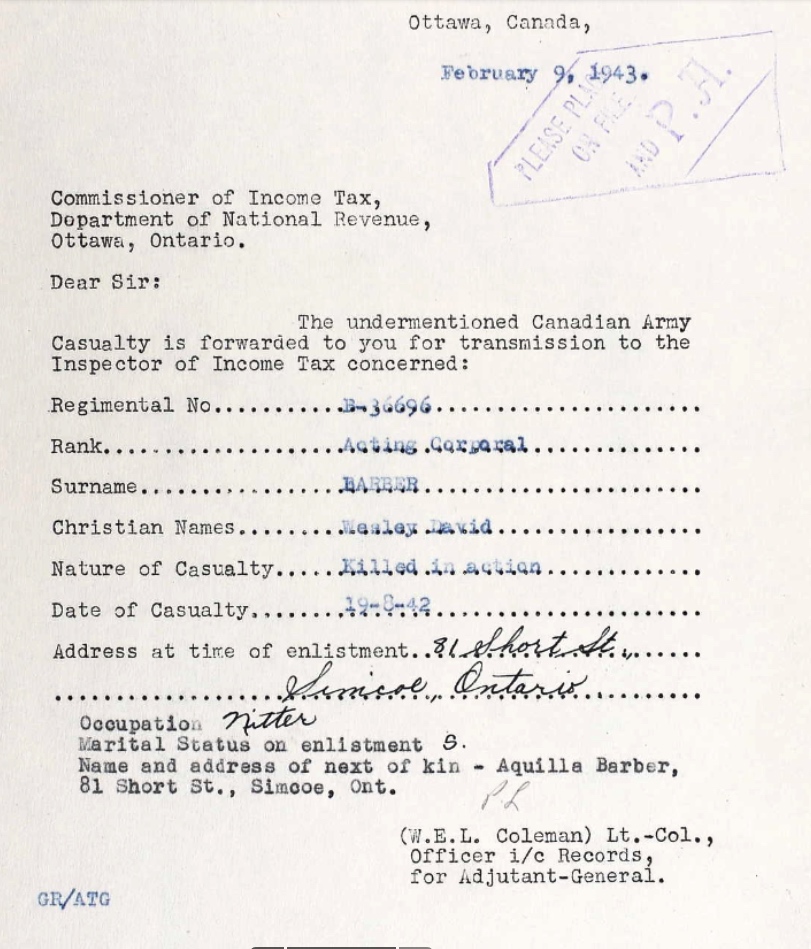 Ottawa, Canada,
February 9, 1943.
PLEASE PLACE
ON FILE
AND P.A.
Commissioner of Income Tax,
Department of National Revenue,
Ottawa, Ontario.
Dear Sir:
The undermentioned Canadian Army
Casualty is forwarded to you for transmission to the
Inspector of Income Tax concerned:
Regimental No...........B-36696........................
Rank....................Acting Corporal.................
Surname.................BARBER........................
Christian Names.........Wesley David...................
Nature of Casualty......Killed in action...............
Date of Casualty........19-8-42........................
Address at time of enlistment..81 Short St.,......
....................Simcoe, Ontario............
Occupation Nitter
Marital Status on enlistment S.
Name and address of next of kin - Aquilla Barber,
81 Short St., Simcoe, Ont.
PL
(W.E.L. Coleman) Lt.-Col.,
Officer i/c Records,
for Adjutant-General.
GR/ATG